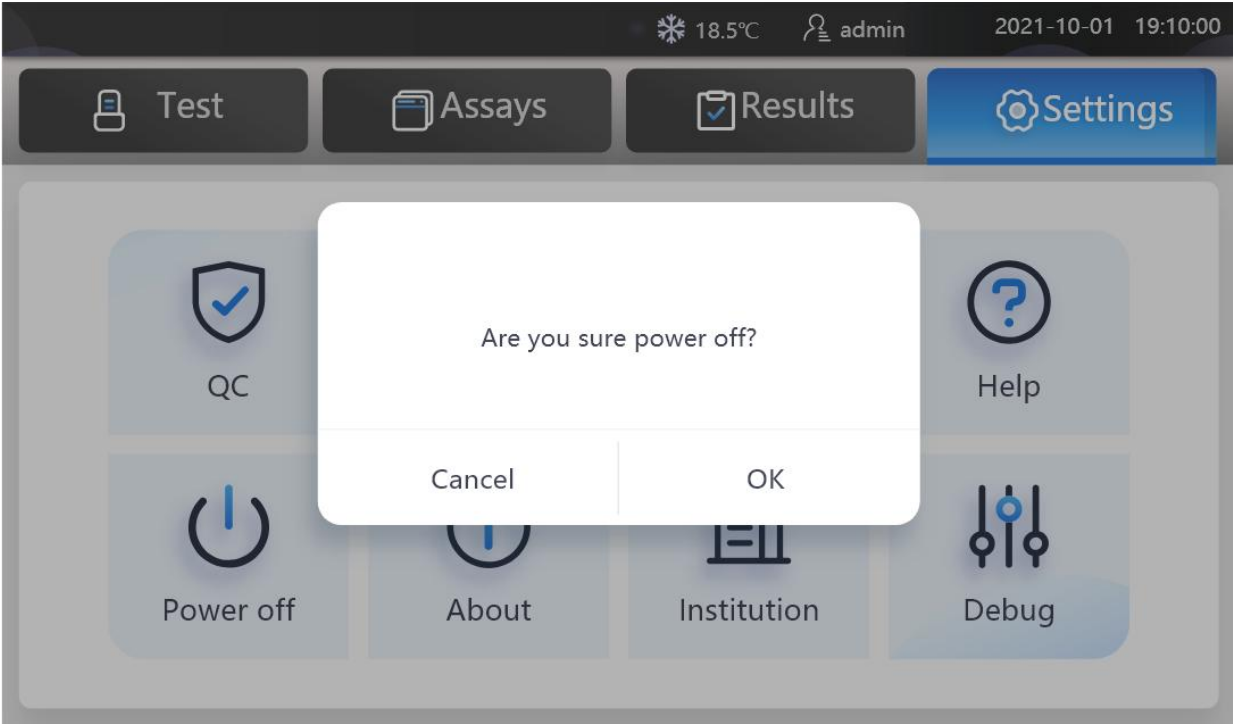 18.5℃ admin 2021-10-01 19:10:00
Test Assays Results Settings
Are you sure power off?
Cancel OK
QC Help
Power off About Institution Debug